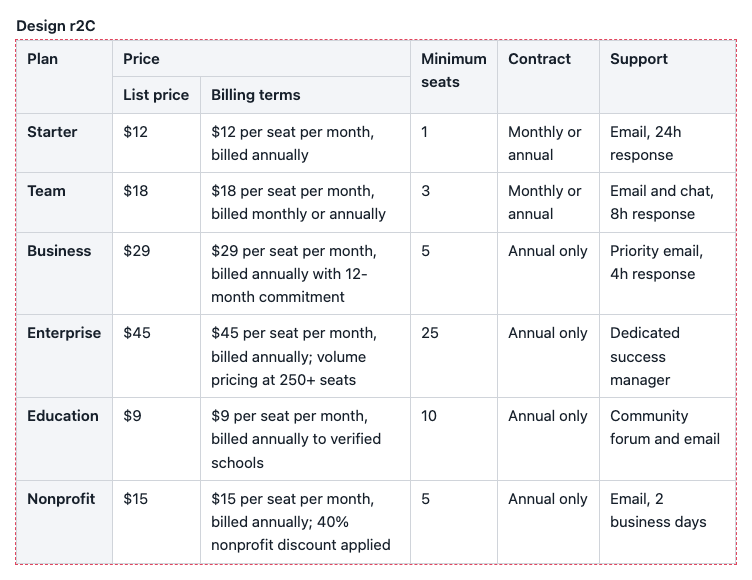 Design r2C
Plan
Price
Minimum
seats
Contract
Support
List price
Billing terms
Starter
$12
$12 per seat per month,
billed annually
1
Monthly or
annual
Email, 24h
response
Team
$18
$18 per seat per month,
billed monthly or annually
3
Monthly or
annual
Email and chat,
8h response
Business
$29
$29 per seat per month,
billed annually with 12-
month commitment
5
Annual only
Priority email,
4h response
Enterprise
$45
$45 per seat per month,
billed annually; volume
pricing at 250+ seats
25
Annual only
Dedicated
success
manager
Education
$9
$9 per seat per month,
billed annually to verified
schools
10
Annual only
Community
forum and email
Nonprofit
$15
$15 per seat per month,
billed annually; 40%
nonprofit discount applied
5
Annual only
Email, 2
business days